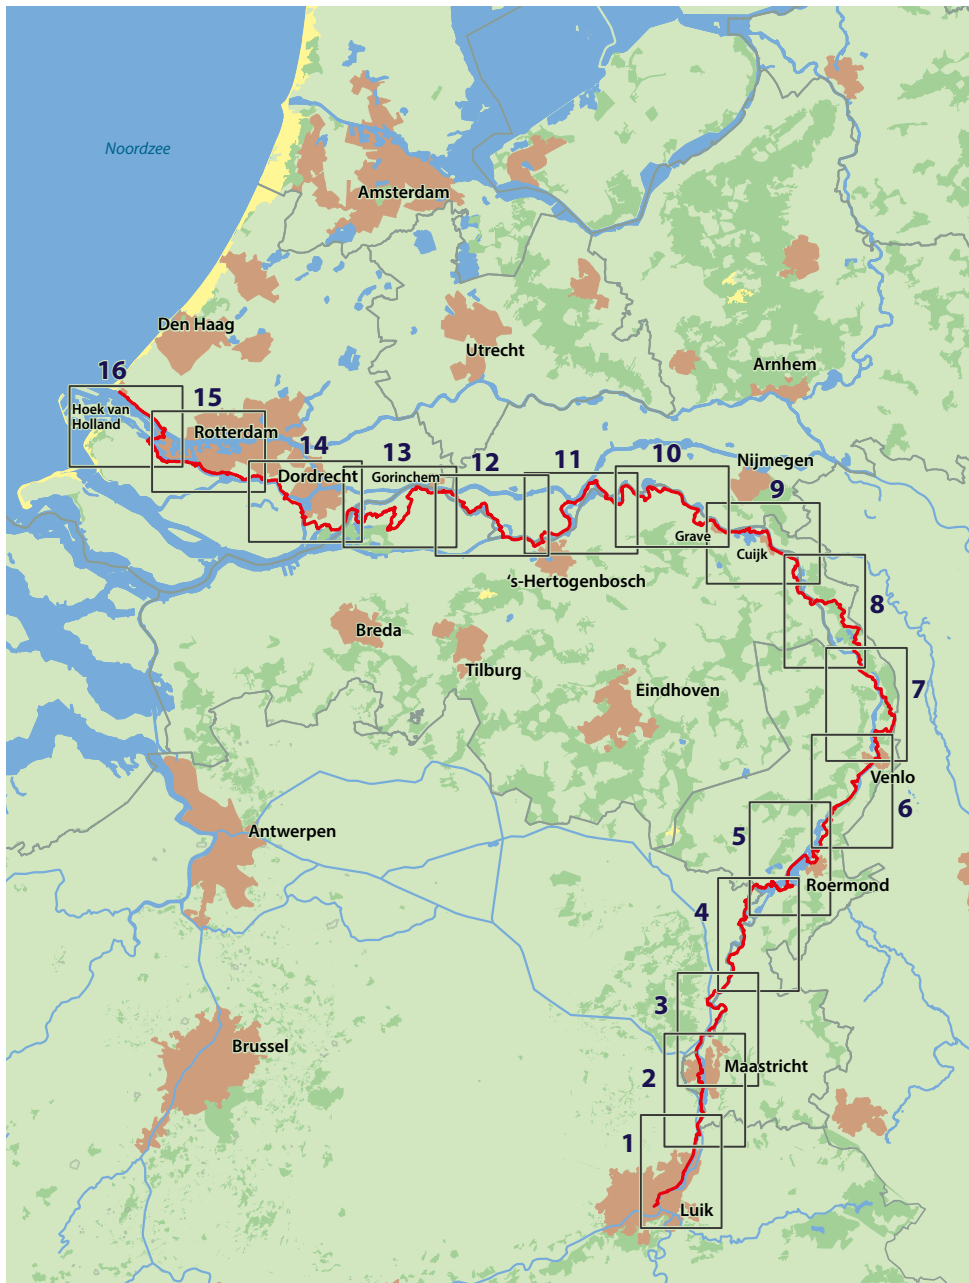 Noordzee
Amsterdam
Den Haag
Utrecht
Arnhem
16
Hoek van
Holland
15
Rotterdam
14
Dordrecht
13
Gorinchem
12
11
10
Nijmegen
9
Grave
Cuijk
's-Hertogenbosch
8
Breda
Tilburg
Eindhoven
7
Venlo
6
Antwerpen
5
Roermond
4
3
Brussel
Maastricht
2
1
Luik